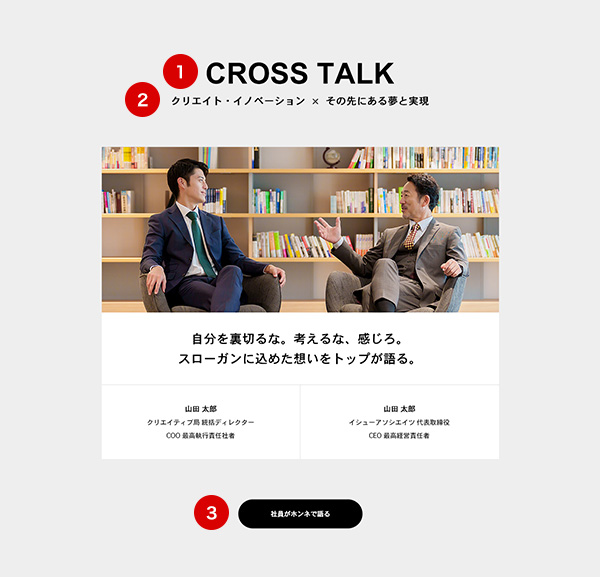 1 CROSS TALK
2 クリエイト・イノベーション × その先にある夢と実現
自分を裏切るな。考えるな、感じろ。
スローガンに込めた想いをトップが語る。
山田 太郎
クリエイティブ局 統括ディレクター
COO 最高執行責任社者
山田 太郎
イシューアソシエイツ 代表取締役
CEO 最高経営責任者
3 社員がホンネで語る